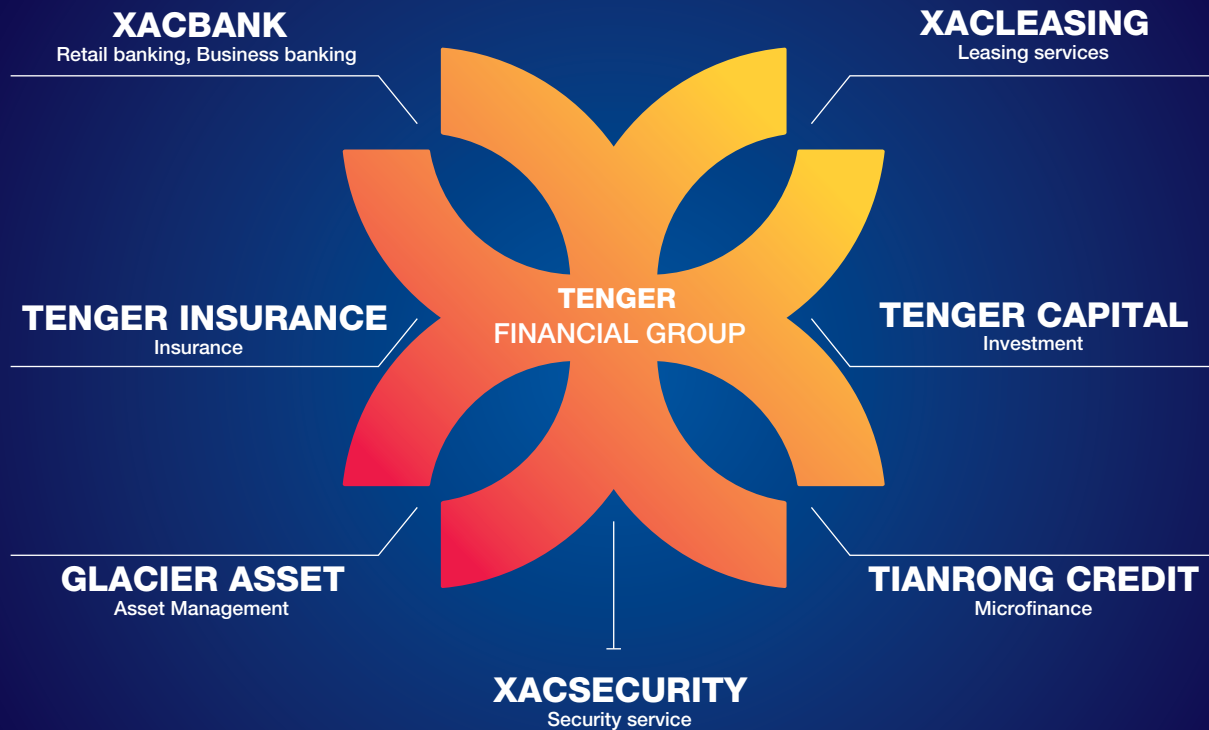 XACBANK
Retail banking, Business banking
XACLEASING
Leasing services
TENGER
FINANCIAL GROUP
TENGER INSURANCE
Insurance
TENGER CAPITAL
Investment
GLACIER ASSET
Asset Management
TIANRONG CREDIT
Microfinance
XACSECURITY
Security service